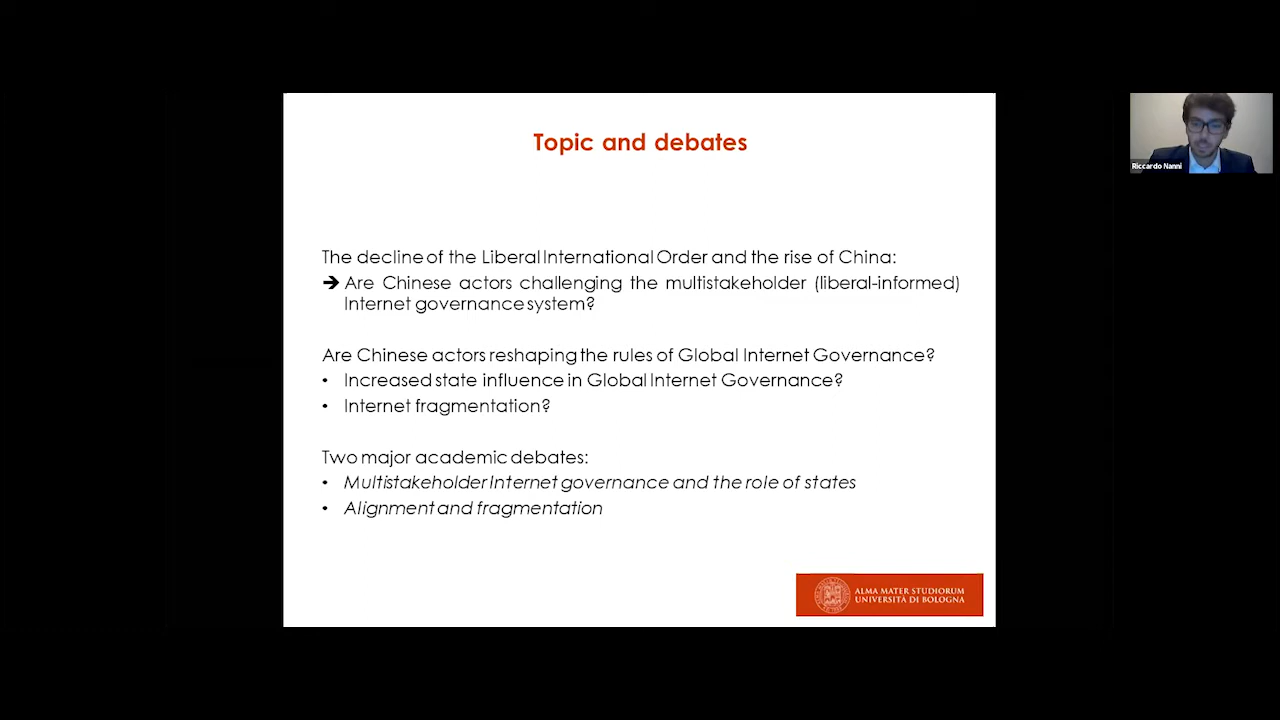 Topic and debates
Riccardo Nanni
The decline of the Liberal International Order and the rise of China:
➔ Are Chinese actors challenging the multistakeholder (liberal-informed)
Internet governance system?
Are Chinese actors reshaping the rules of Global Internet Governance?
• Increased state influence in Global Internet Governance?
• Internet fragmentation?
Two major academic debates:
• Multistakeholder Internet governance and the role of states
• Alignment and fragmentation
ALMA MATER STUDIORUM
UNIVERSITÀ DI BOLOGNA